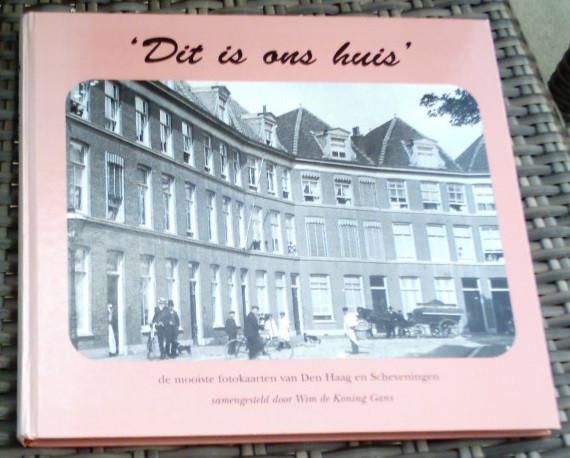 'Dit is ons huis'
de mooiste fotokaarten van Den Haag en Scheveningen
samengesteld door Wim de Koning Gans